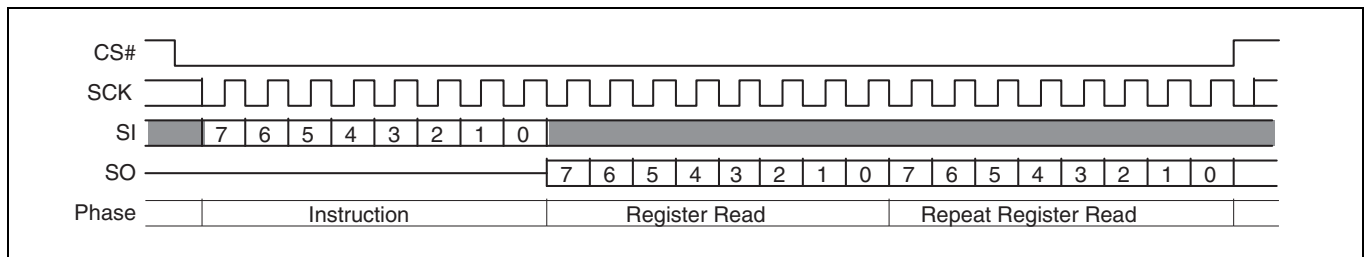 CS#
SCK
SI 7 6 5 4 3 2 1 0
SO 7 6 5 4 3 2 1 0 7 6 5 4 3 2 1 0
Phase Instruction Register Read Repeat Register Read